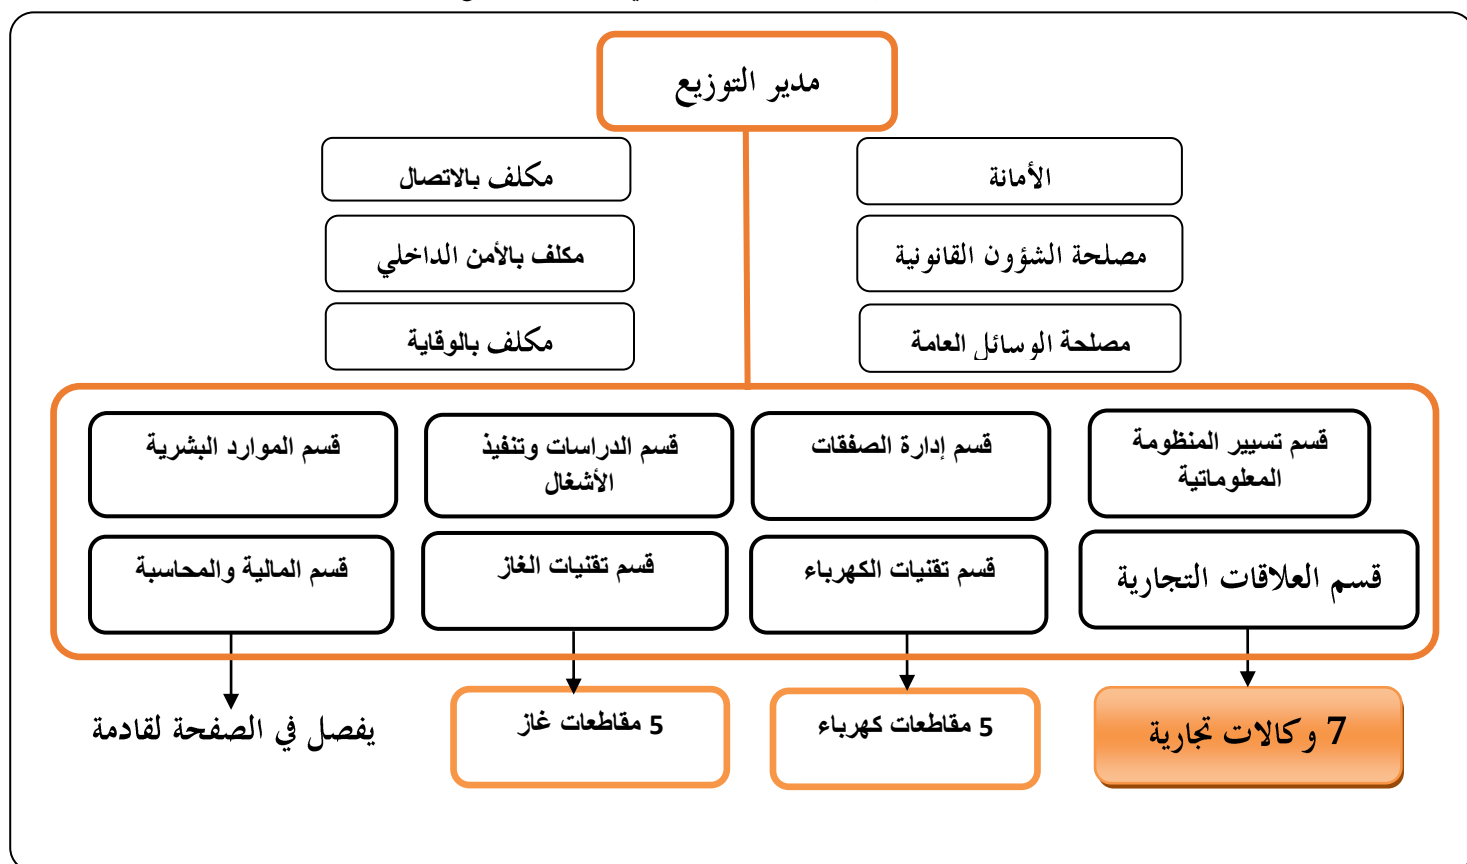 مدير التوزيع
الأمانة
مكلف بالاتصال
مصلحة الشؤون القانونية
مكلف بالأمن الداخلي
مصلحة الوسائل العامة
مكلف بالوقاية
قسم تسيير المنظومة
المعلوماتية
قسم إدارة الصفقات
قسم الدراسات وتنفيذ
الأشغال
قسم الموارد البشرية
قسم العلاقات التجارية
قسم تقنيات الكهرباء
قسم تقنيات الغاز
قسم المالية والمحاسبة
7 وكالات تجارية
5 مقاطعات كهرباء
5 مقاطعات غاز
يفصل في الصفحة لقادمة